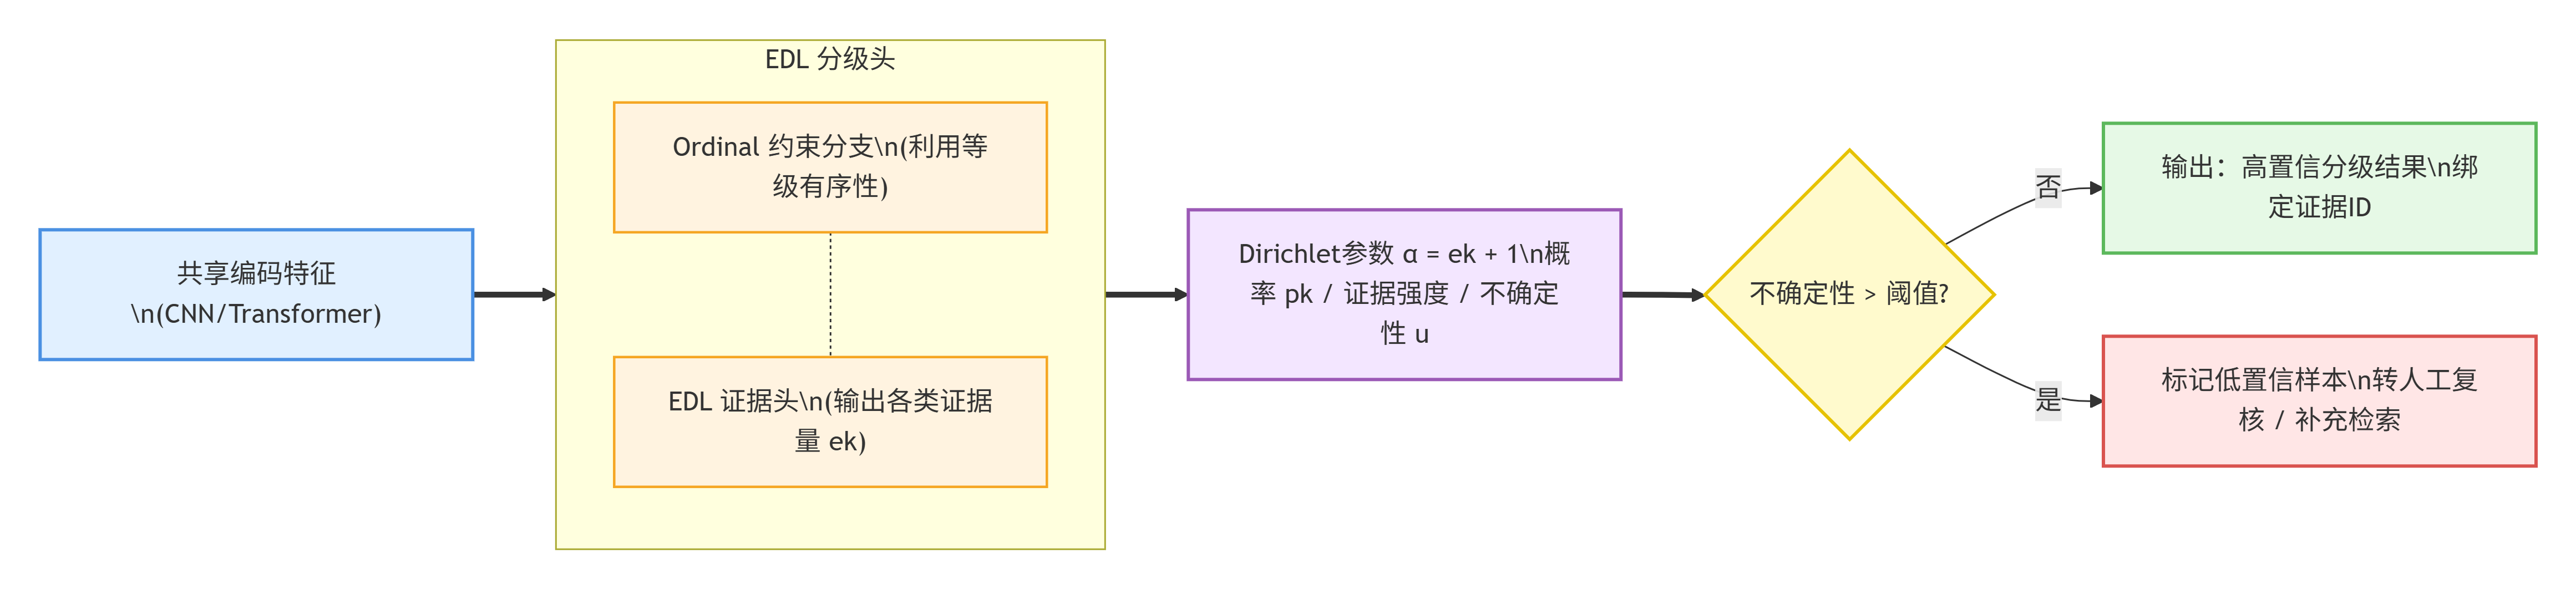 共享编码特征
\n(CNN/Transformer)
EDL 分级头
Ordinal 约束分支\n(利用等
级有序性)
EDL 证据头\n(输出各类证据
量 ek)
Dirichlet参数 α = ek + 1\n概
率 pk / 证据强度 / 不确定
性 u
不确定性 > 阈值?
否
是
输出：高置信分级结果\n绑
定证据ID
标记低置信样本\n转人工复
核 / 补充检索